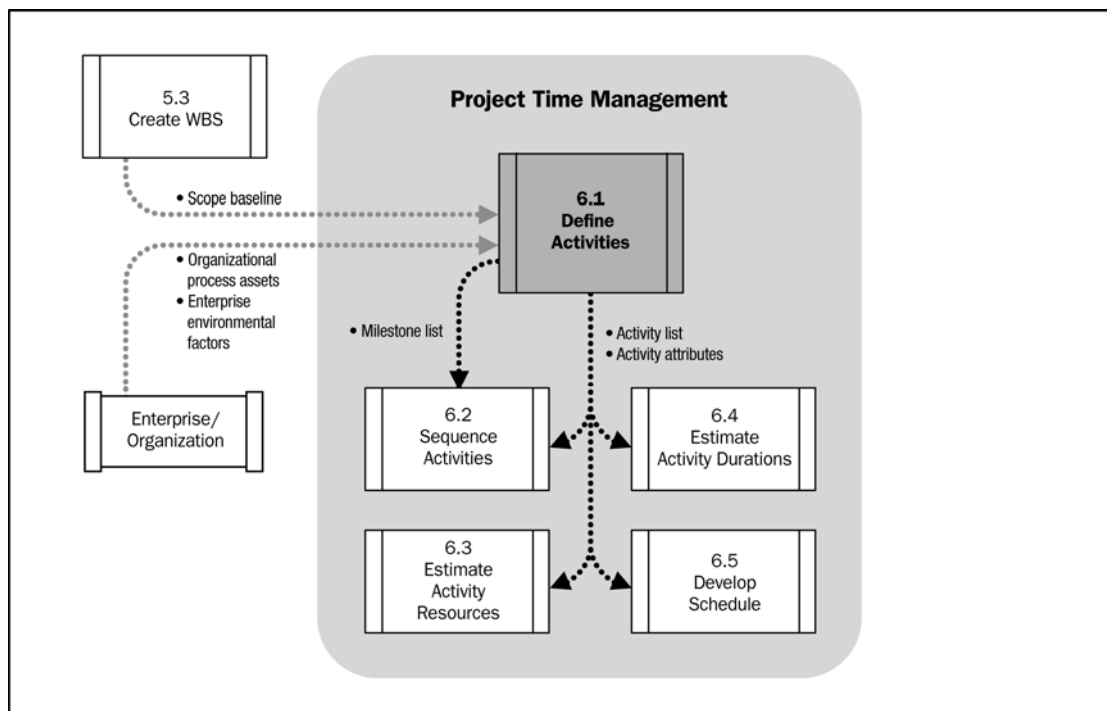 5.3
Create WBS
Project Time Management
• Scope baseline
6.1
Define
Activities
• Organizational
process assets
• Enterprise
environmental
factors
• Milestone list
• Activity list
• Activity attributes
Enterprise/
Organization
6.2
Sequence
Activities
6.4
Estimate
Activity Durations
6.3
Estimate
Activity
Resources
6.5
Develop
Schedule